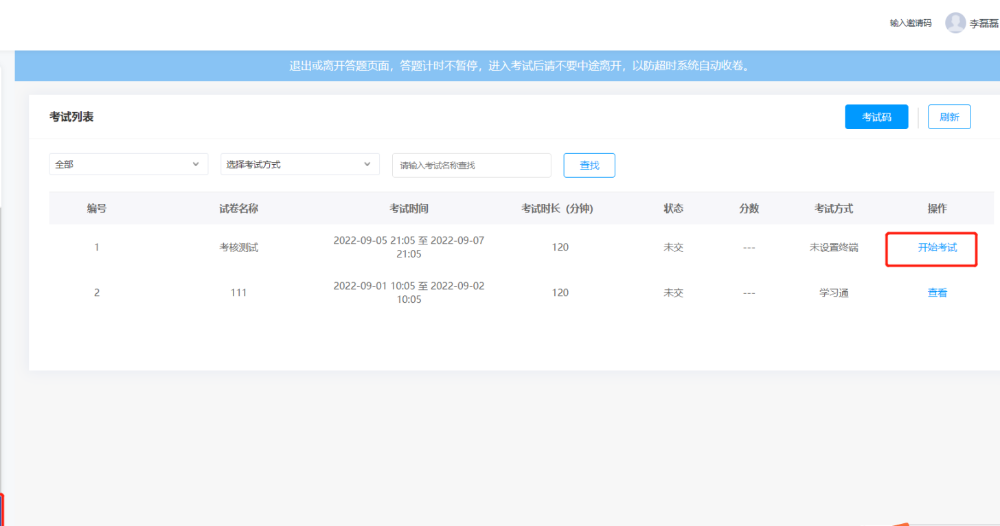 输入邀请码 李磊磊
退出或离开答题页面，答题计时不暂停，进入考试后请不要中途离开，以防超时系统自动收卷。
考试列表 考试码 刷新
全部 选择考试方式 请输入考试名称查找 查找
编号 试卷名称 考试时间 考试时长（分钟） 状态 分数 考试方式 操作
1 考核测试 2022-09-05 21:05 至 2022-09-07 21:05 120 未交 --- 未设置终端 开始考试
2 111 2022-09-01 10:05 至 2022-09-02 10:05 120 未交 --- 学习通 查看